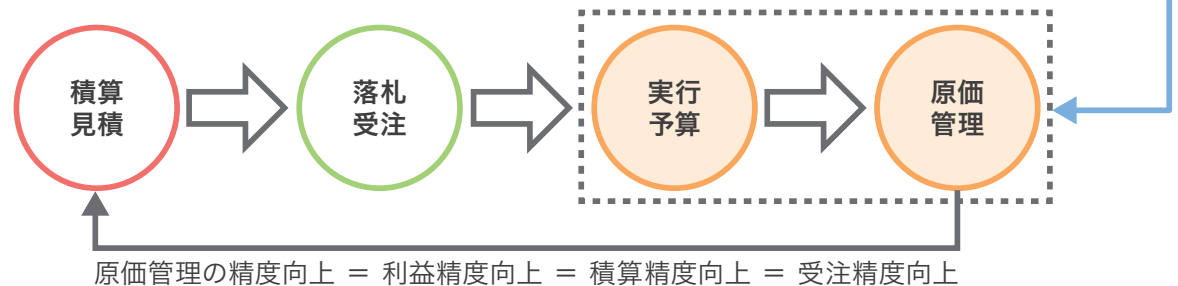 積算
見積
落札
受注
実行
予算
原価
管理
原価管理の精度向上 ＝ 利益精度向上 ＝ 積算精度向上 ＝ 受注精度向上